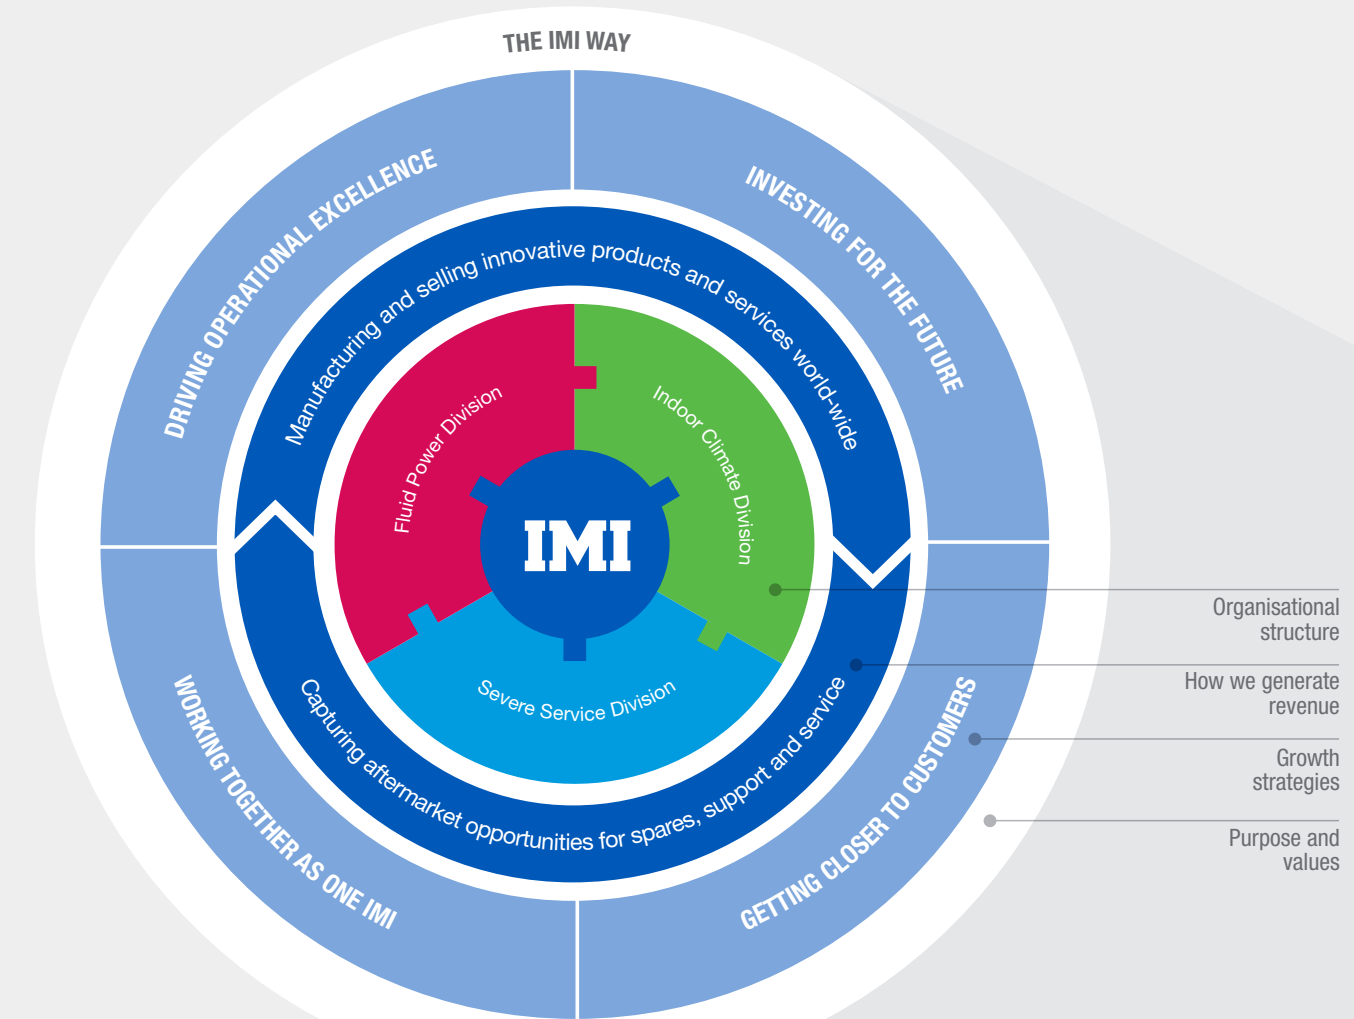 THE IMI WAY
DRIVING OPERATIONAL EXCELLENCE
INVESTING FOR THE FUTURE
Manufacturing and selling innovative products and services world-wide
Fluid Power Division
Indoor Climate Division
IMI
Severe Service Division
Capturing aftermarket opportunities for spares, support and service
WORKING TOGETHER AS ONE IMI
GETTING CLOSER TO CUSTOMERS
Organisational
structure
How we generate
revenue
Growth
strategies
Purpose and
values